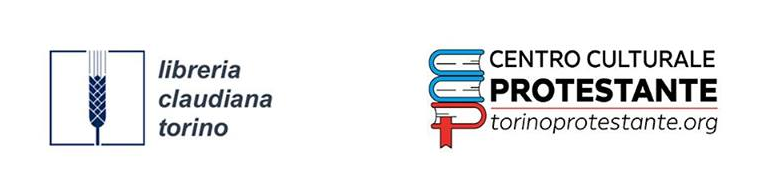 libreria
claudiana
torino
CENTRO CULTURALE
PROTESTANTE
torinoprotestante.org